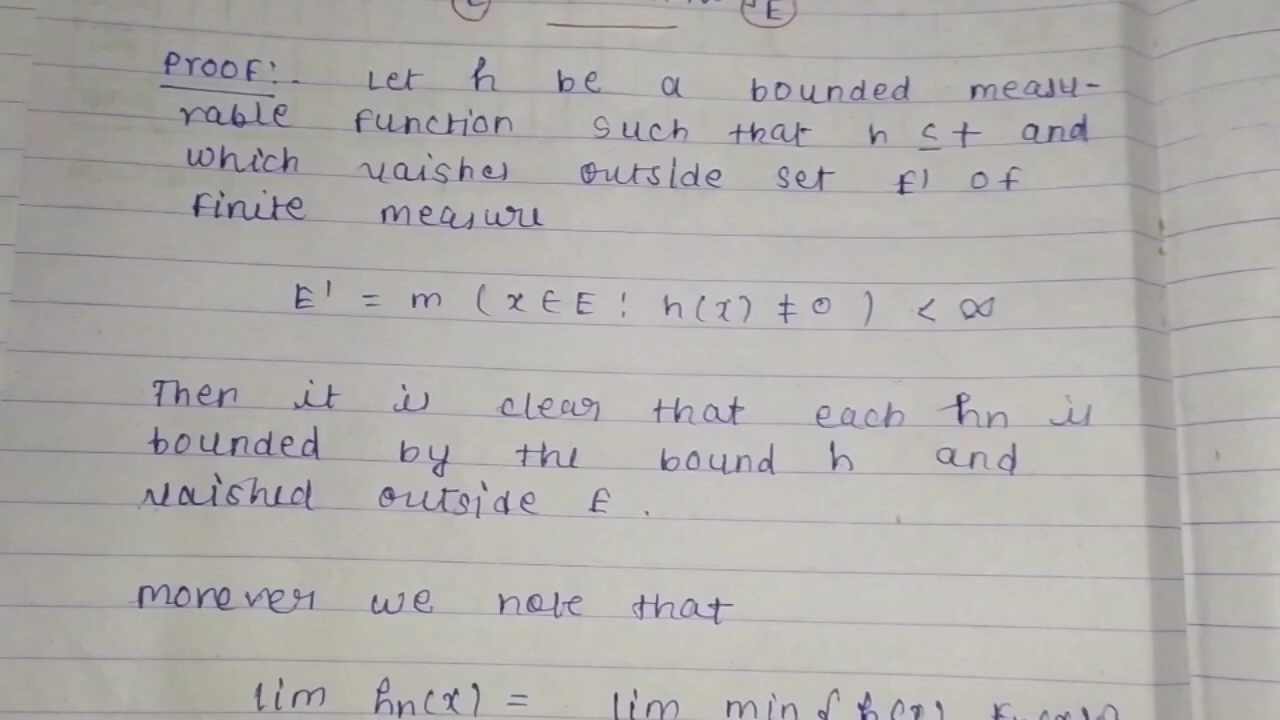 E
Proof:-  Let h be a bounded measu-
rable function such that h ≤ f and
which vaishes outside set E' of
finite measure
E' = m (x ∈ E : h(x) ≠ 0) < ∞
Then it is clear that each hn is
bounded by the bound h and
vaished outside E.
morever we note that
lim hn(x) = lim min { h(x),